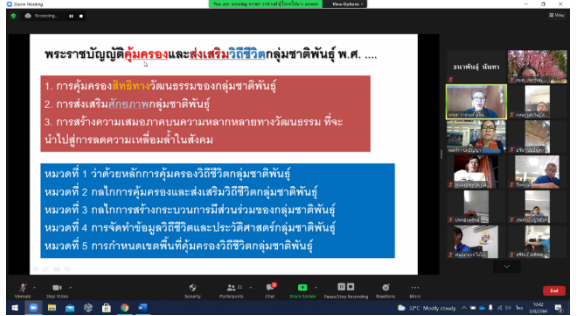 Zoom Meeting
View Options
View
Recording...
พระราชบัญญัติคุ้มครองและส่งเสริมวิถีชีวิตกลุ่มชาติพันธุ์ พ.ศ. ....
1. การคุ้มครองสิทธิทางวัฒนธรรมของกลุ่มชาติพันธุ์
2. การส่งเสริมศักยภาพกลุ่มชาติพันธุ์
3. การสร้างความเสมอภาคบนความหลากหลายทางวัฒนธรรม ที่จะ
นำไปสู่การลดความเหลื่อมล้ำในสังคม
หมวดที่ 1 ว่าด้วยหลักการคุ้มครองวิถีชีวิตกลุ่มชาติพันธุ์
หมวดที่ 2 กลไกการคุ้มครองและส่งเสริมวิถีชีวิตกลุ่มชาติพันธุ์
หมวดที่ 3 กลไกการสร้างกระบวนการมีส่วนร่วมของกลุ่มชาติพันธุ์
หมวดที่ 4 การจัดทำข้อมูลวิถีชีวิตและประวัติศาสตร์กลุ่มชาติพันธุ์
หมวดที่ 5 การกำหนดเขตพื้นที่คุ้มครองวิถีชีวิตกลุ่มชาติพันธุ์
Unmute
Stop Video
Security
Participants
Chat
Share Screen
Pause/Stop Recording
Reactions
More
End
32°C Mostly cloudy